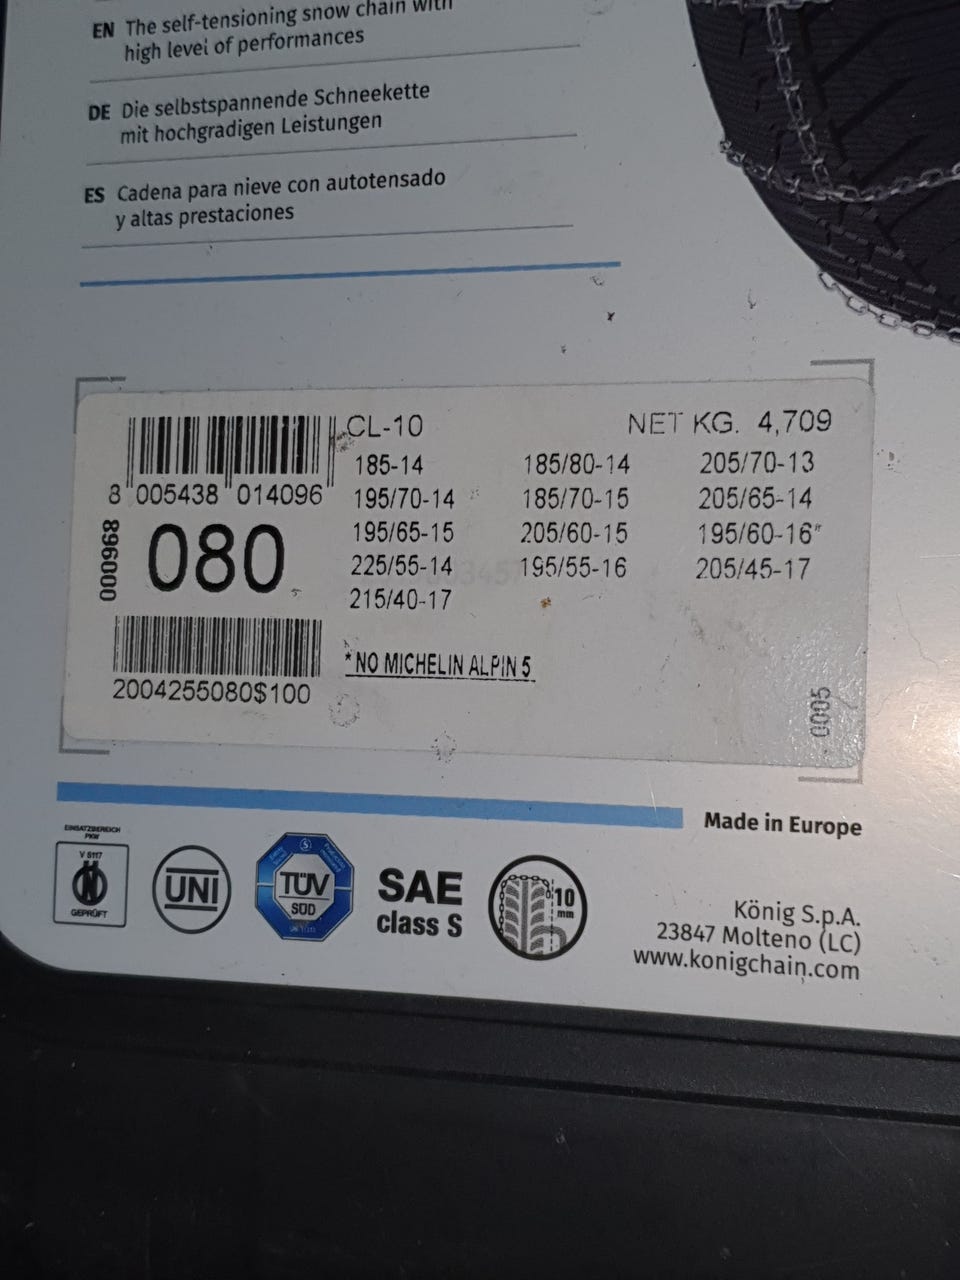 EN The self-tensioning snow chain with
high level of performances
DE Die selbstspannende Schneekette
mit hochgradigen Leistungen
ES Cadena para nieve con autotensado
y altas prestaciones
CL-10 NET KG. 4,709
185-14 185/80-14 205/70-13
8 005438 014096 195/70-14 185/70-15 205/65-14
000968 080 195/65-15 205/60-15 195/60-16*
225/55-14 195/55-16 205/45-17
215/40-17
*NO MICHELIN ALPIN 5
2004255080$100
0005
Made in Europe
EINSATZBEREICH
PKW
V 5117
GEPRÜFT
UNI
TÜV
SÜD
SAE
class S
10
mm
König S.p.A.
23847 Molteno (LC)
www.konigchain.com